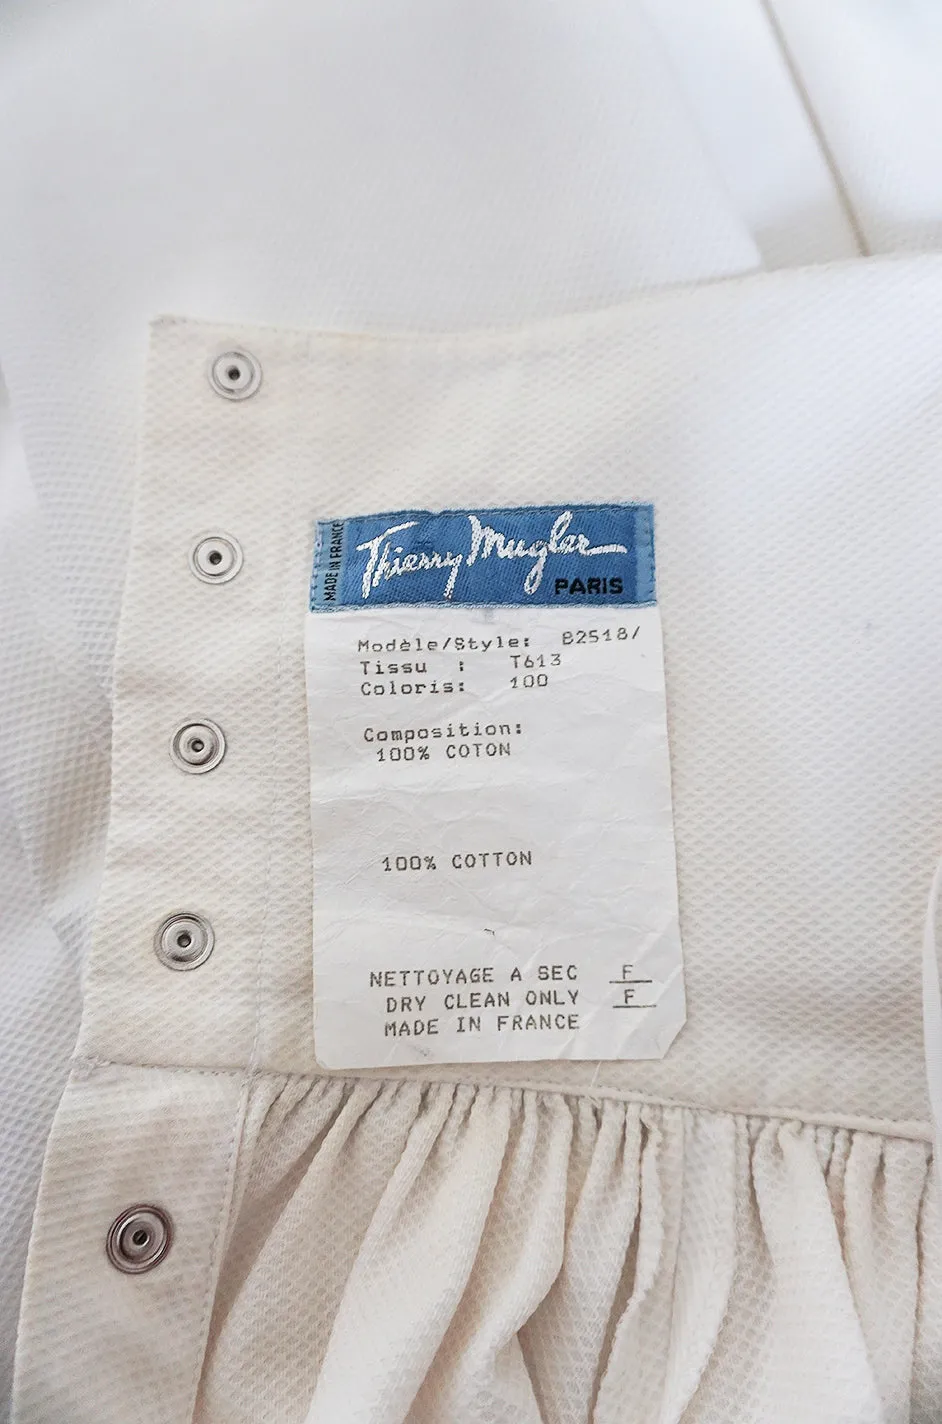 MADE IN FRANCE
Thierry Mugler
PARIS
Modèle/Style: B2518/
Tissu : T613
Coloris: 100
Composition:
100% COTON
100% COTTON
NETTOYAGE A SEC F
DRY CLEAN ONLY F
MADE IN FRANCE